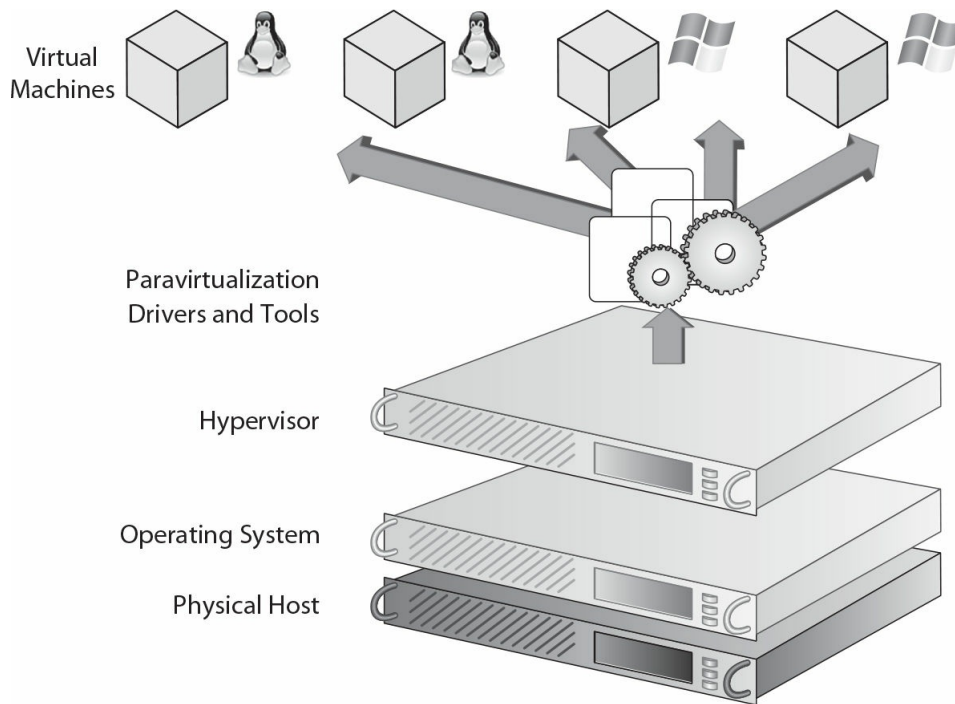 Virtual
Machines
Paravirtualization
Drivers and Tools
Hypervisor
Operating System
Physical Host